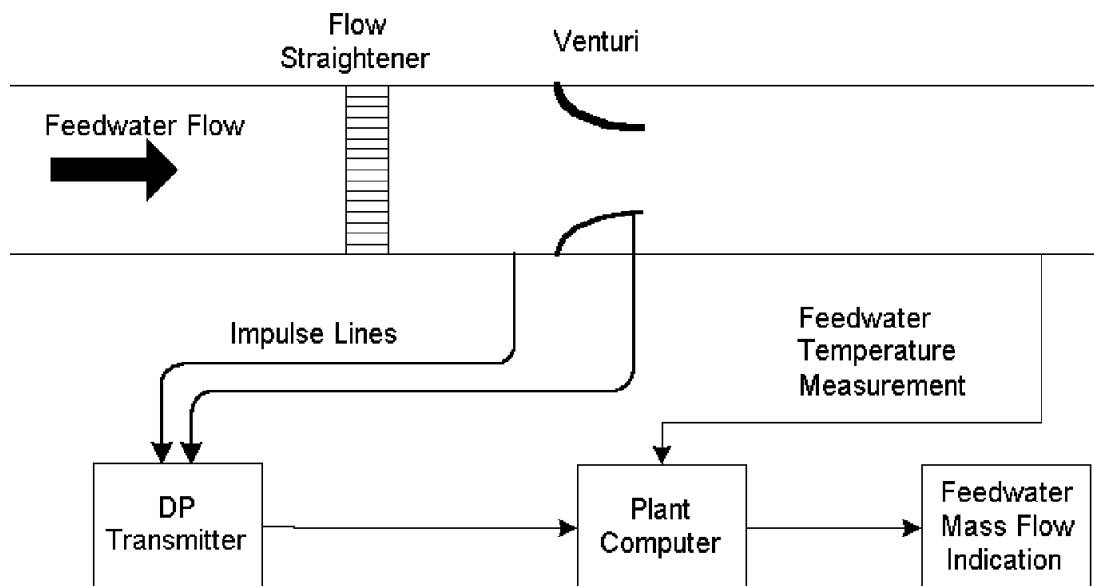 Flow
Straightener
Venturi
Feedwater Flow
Impulse Lines
Feedwater
Temperature
Measurement
DP
Transmitter
Plant
Computer
Feedwater
Mass Flow
Indication